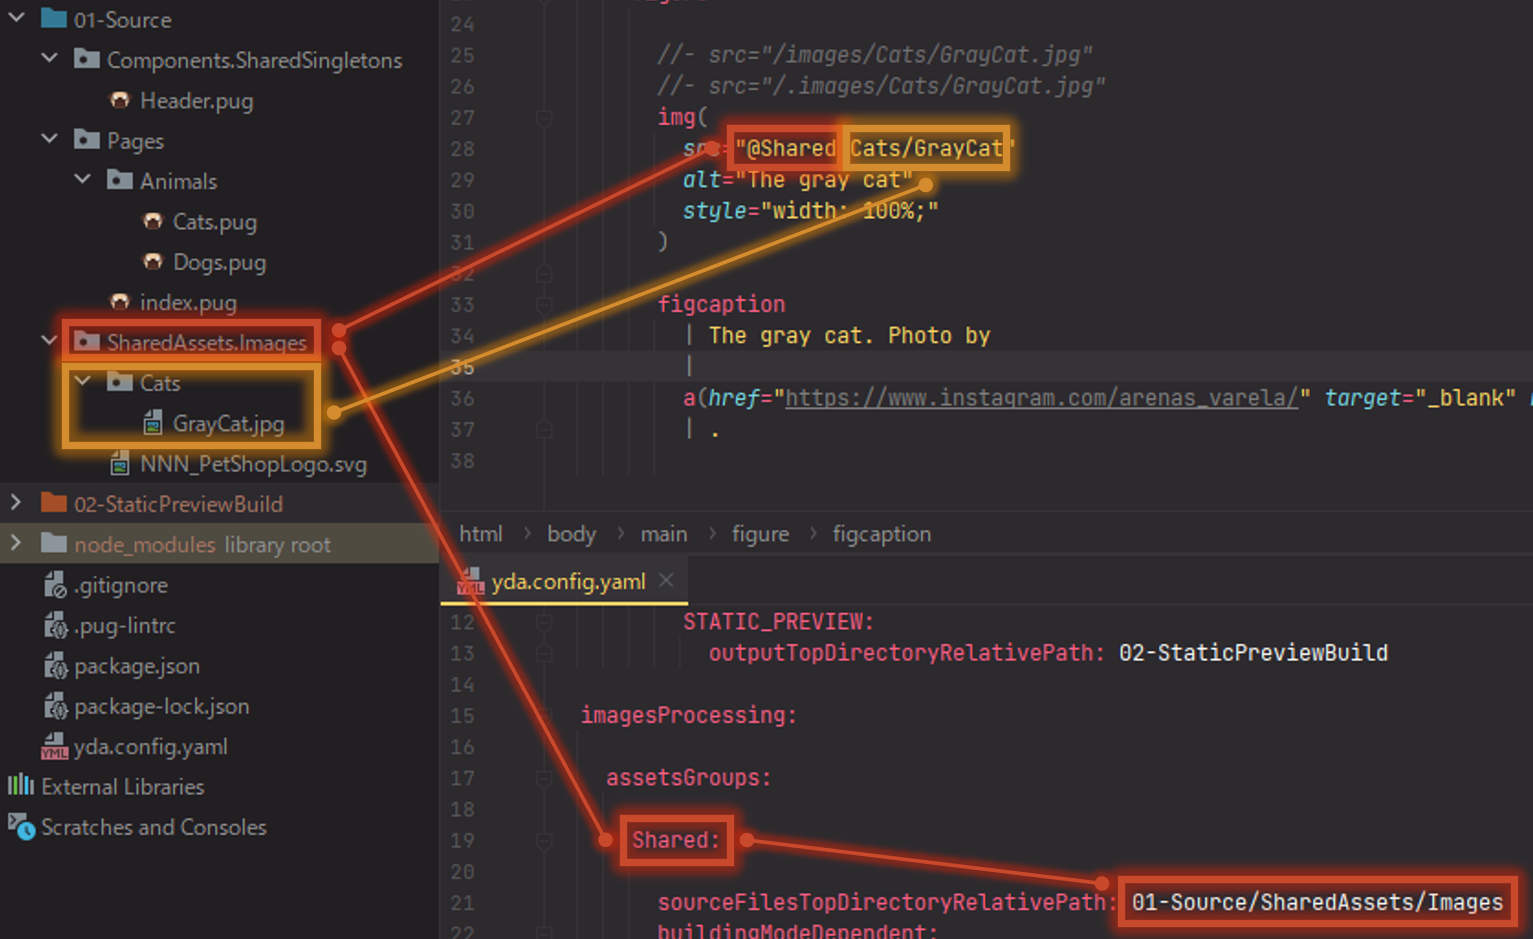 01-Source
Components.SharedSingletons
Header.pug
Pages
Animals
Cats.pug
Dogs.pug
index.pug
SharedAssets.Images
Cats
GrayCat.jpg
NNN_PetShopLogo.svg
02-StaticPreviewBuild
node_modules library root
.gitignore
.pug-lintrc
package.json
package-lock.json
YML yda.config.yaml
External Libraries
Scratches and Consoles
24
25 //- src="/images/Cats/GrayCat.jpg"
26 //- src="/.images/Cats/GrayCat.jpg"
27 img(
28 src="@Shared Cats/GrayCat"
29 alt="The gray cat"
30 style="width: 100%;"
31 )
32
33 figcaption
34 | The gray cat. Photo by
35 |
36 a(href="https://www.instagram.com/arenas_varela/" target="_blank"
37 | .
38
html > body > main > figure > figcaption
YML yda.config.yaml ×
12 STATIC_PREVIEW:
13 outputTopDirectoryRelativePath: 02-StaticPreviewBuild
14
15 imagesProcessing:
16
17 assetsGroups:
18
19 Shared:
20
21 sourceFilesTopDirectoryRelativePath: 01-Source/SharedAssets/Images
22 buildingModeDependent: